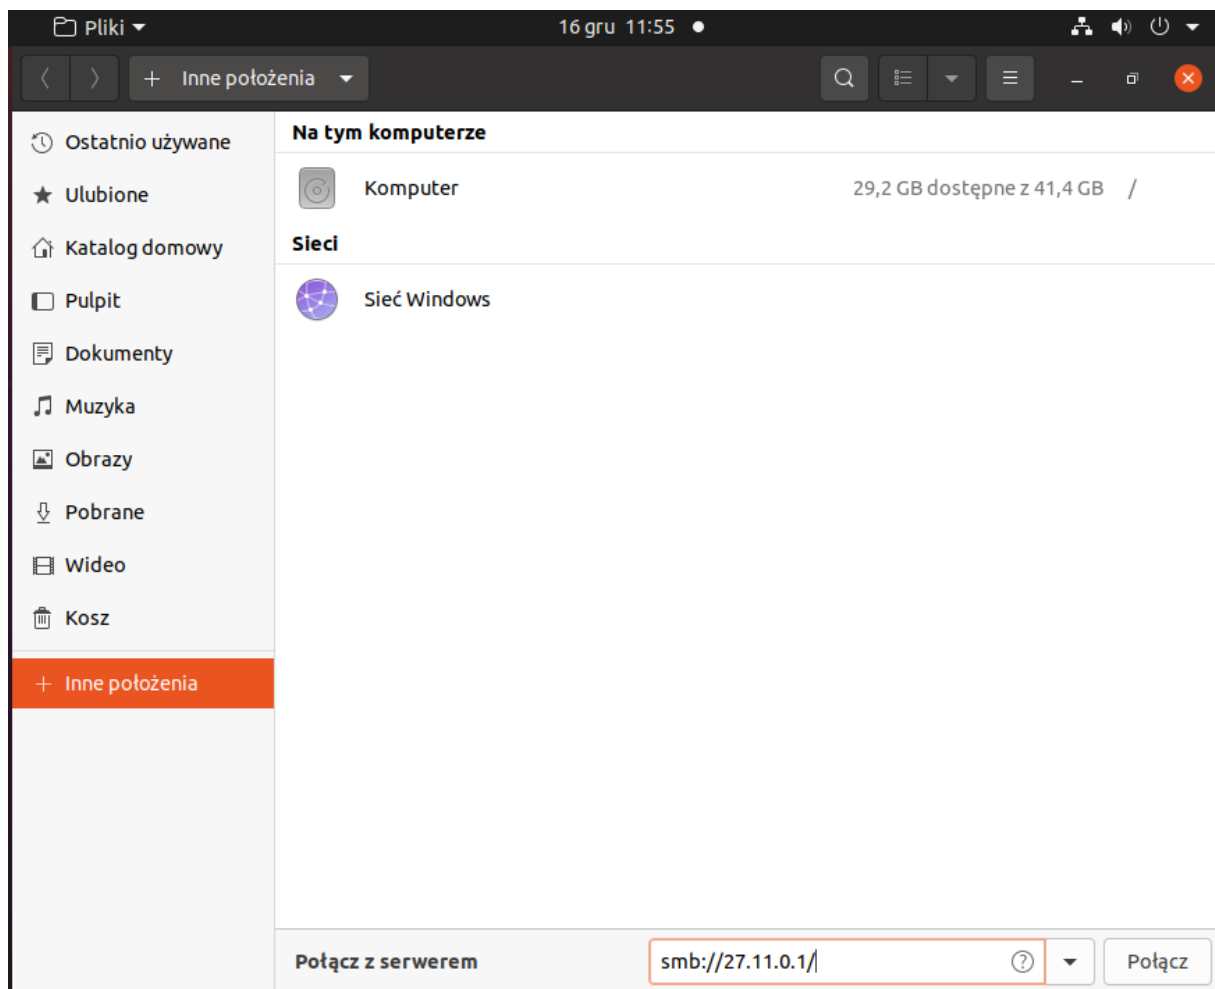 Pliki 16 gru 11:55
Inne położenia
Ostatnio używane
Ulubione
Katalog domowy
Pulpit
Dokumenty
Muzyka
Obrazy
Pobrane
Wideo
Kosz
Inne położenia
Na tym komputerze
Komputer 29,2 GB dostępne z 41,4 GB /
Sieci
Sieć Windows
Połącz z serwerem smb://27.11.0.1/ Połącz